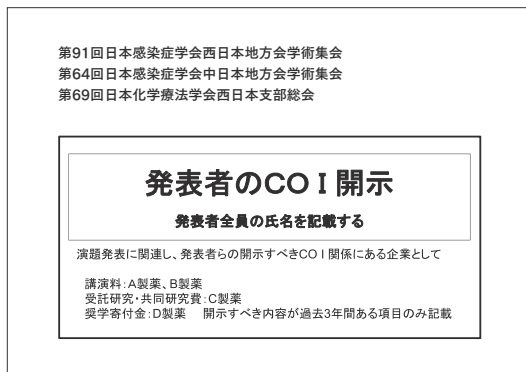 第91回日本感染症学会西日本地方会学術集会
第64回日本感染症学会中日本地方会学術集会
第69回日本化学療法学会西日本支部総会
発表者のCO I 開示
発表者全員の氏名を記載する
演題発表に関連し、発表者らの開示すべきCO I 関係にある企業として
講演料：A製薬、B製薬
受託研究・共同研究費：C製薬
奨学寄付金：D製薬　開示すべき内容が過去3年間ある項目のみ記載